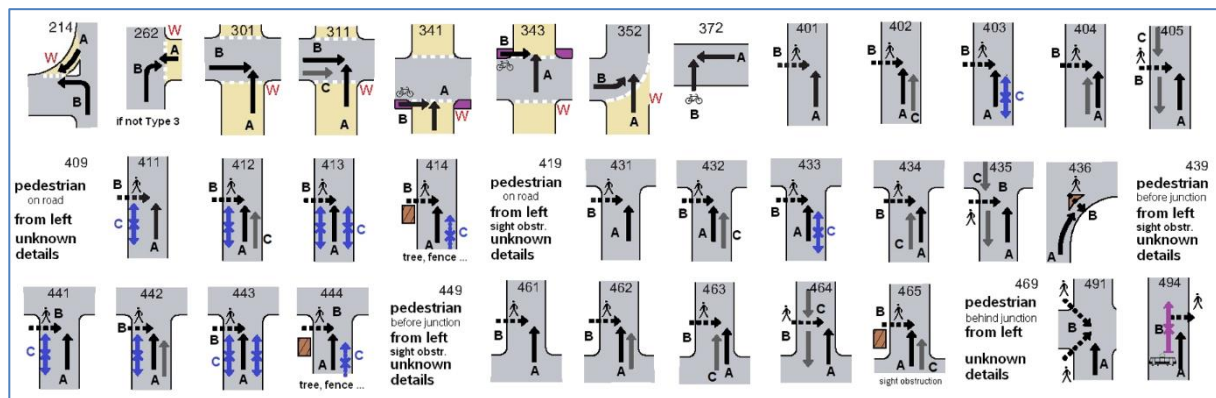 214 262 301 311 341 343 352 372 401 402 403 404 405
A W B B A if not Type 3
W
A
B
B
A
W
B
C
A
W
A
B
W
B
A
B
A
W
A
B
B
A
B
A C
B
C
A
B
A
C
B
A
409
pedestrian
on road
from left
unknown
details
411 412 413 414
B C A
B C A C
B C C A
B A C
tree, fence ...
419
pedestrian
on road
from left
sight obstr.
unknown
details
431 432 433 434 435 436
B A
B A C
B A C
B C A
C B A
A B
439
pedestrian
before junction
from left
sight obstr.
unknown
details
441 442 443 444
B C A
B C A
B C A
B A C
tree, fence ...
449
pedestrian
before junction
from left
sight obstr.
unknown
details
461 462 463 464 465
B A
B A
B C A
B C A
B A
sight obstruction
469
pedestrian
behind junction
from left
unknown
details
491 494
B A
B A